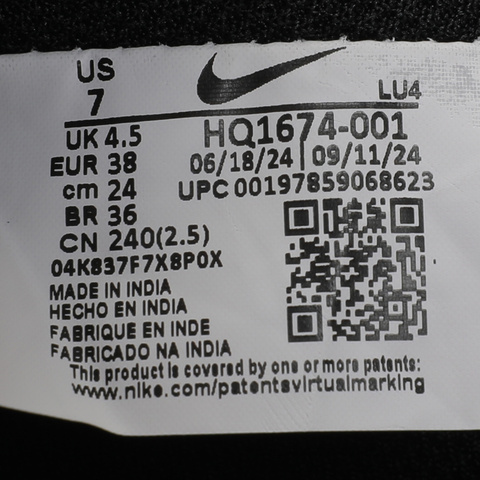 US
7
LU4
UK 4.5
EUR 38
cm 24
BR 36
CN 240(2.5)
HQ1674-001
06/18/24 | 09/11/24
UPC 00197859068623
04K837F7X8P0X
MADE IN INDIA
HECHO EN INDIA
FABRIQUE EN INDE
FABRICADO NA INDIA
This product is covered by one or more patents:
www.nike.com/patentsvirtualmarking